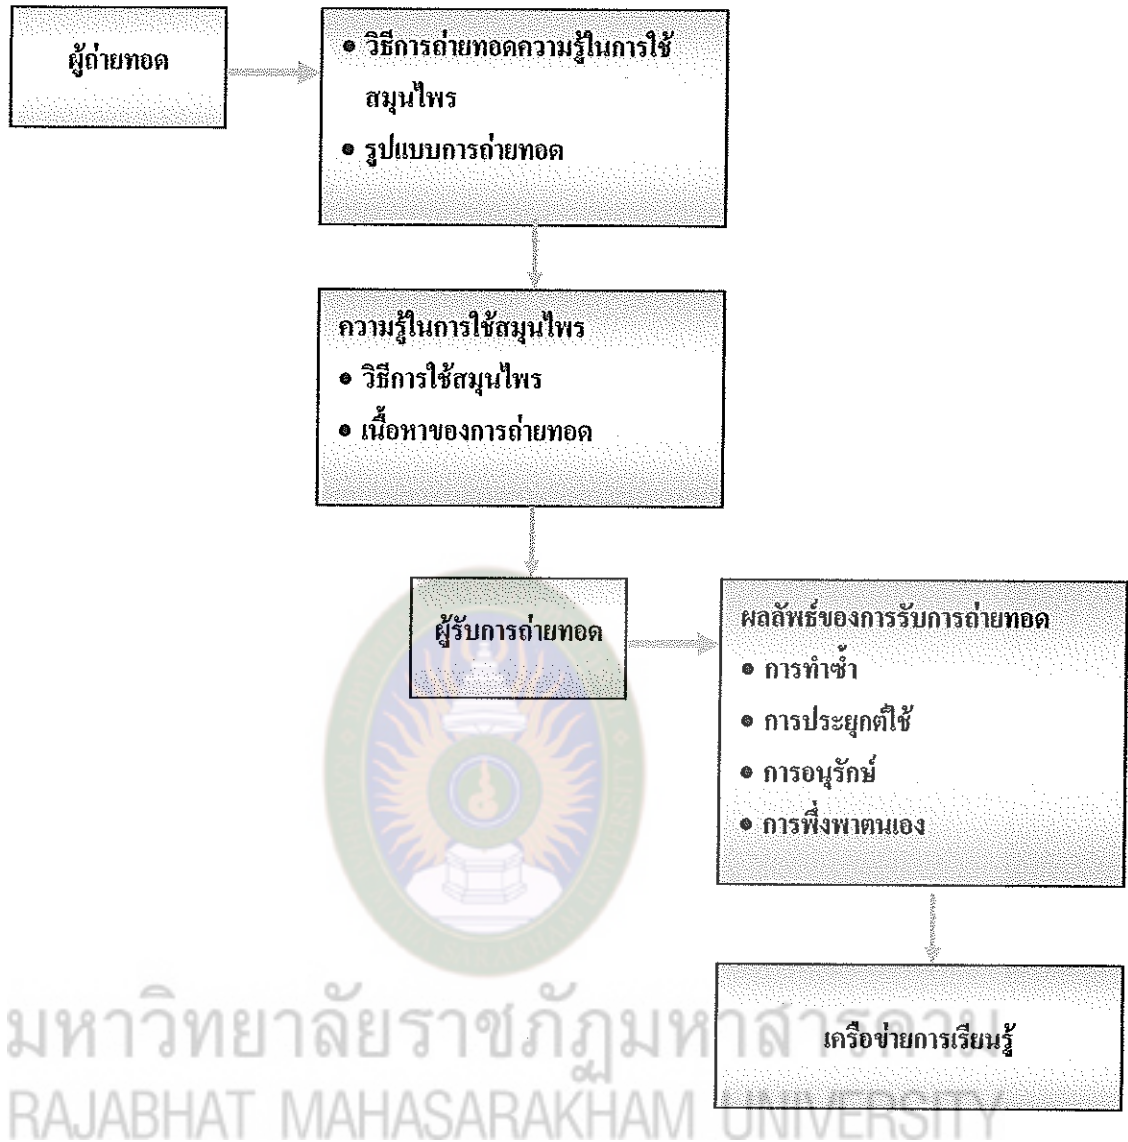 ผู้ถ่ายทอด
• วิธีการถ่ายทอดความรู้ในการใช้
สมุนไพร
• รูปแบบการถ่ายทอด
ความรู้ในการใช้สมุนไพร
• วิธีการใช้สมุนไพร
• เนื้อหาของการถ่ายทอด
ผู้รับการถ่ายทอด
ผลลัพธ์ของการรับการถ่ายทอด
• การทำซ้ำ
• การประยุกต์ใช้
• การอนุรักษ์
• การพึ่งพาตนเอง
เครือข่ายการเรียนรู้
มหาวิทยาลัยราชภัฏมหาสารคาม
RAJABHAT MAHASARAKHAM UNIVERSITY